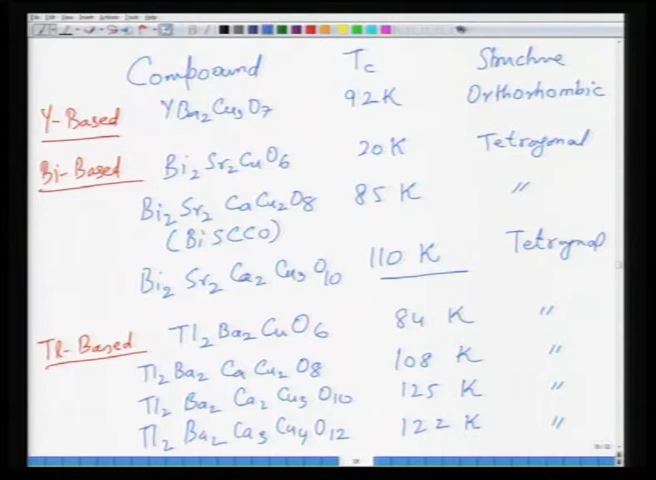 Compound Tc Structure
Y-Based YBa2Cu3O7 92K Orthorhombic
Bi-Based Bi2Sr2CuO6 20K Tetragonal
Bi2Sr2CaCu2O8 85 K "
(BiSCCO)
Bi2Sr2Ca2Cu3O10 110 K Tetragonal
Tl-Based Tl2Ba2CuO6 84 K "
Tl2Ba2CaCu2O8 108 K "
Tl2Ba2Ca2Cu3O10 125 K "
Tl2Ba2Ca3Cu4O12 122 K "